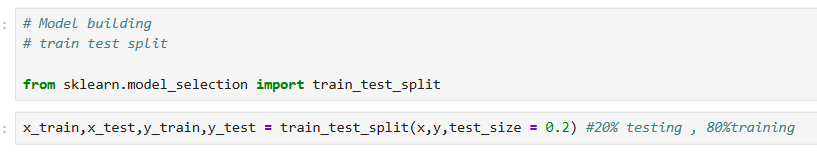 # Model building
# train test split
from sklearn.model_selection import train_test_split
x_train,x_test,y_train,y_test = train_test_split(x,y,test_size = 0.2) #20% testing , 80%training